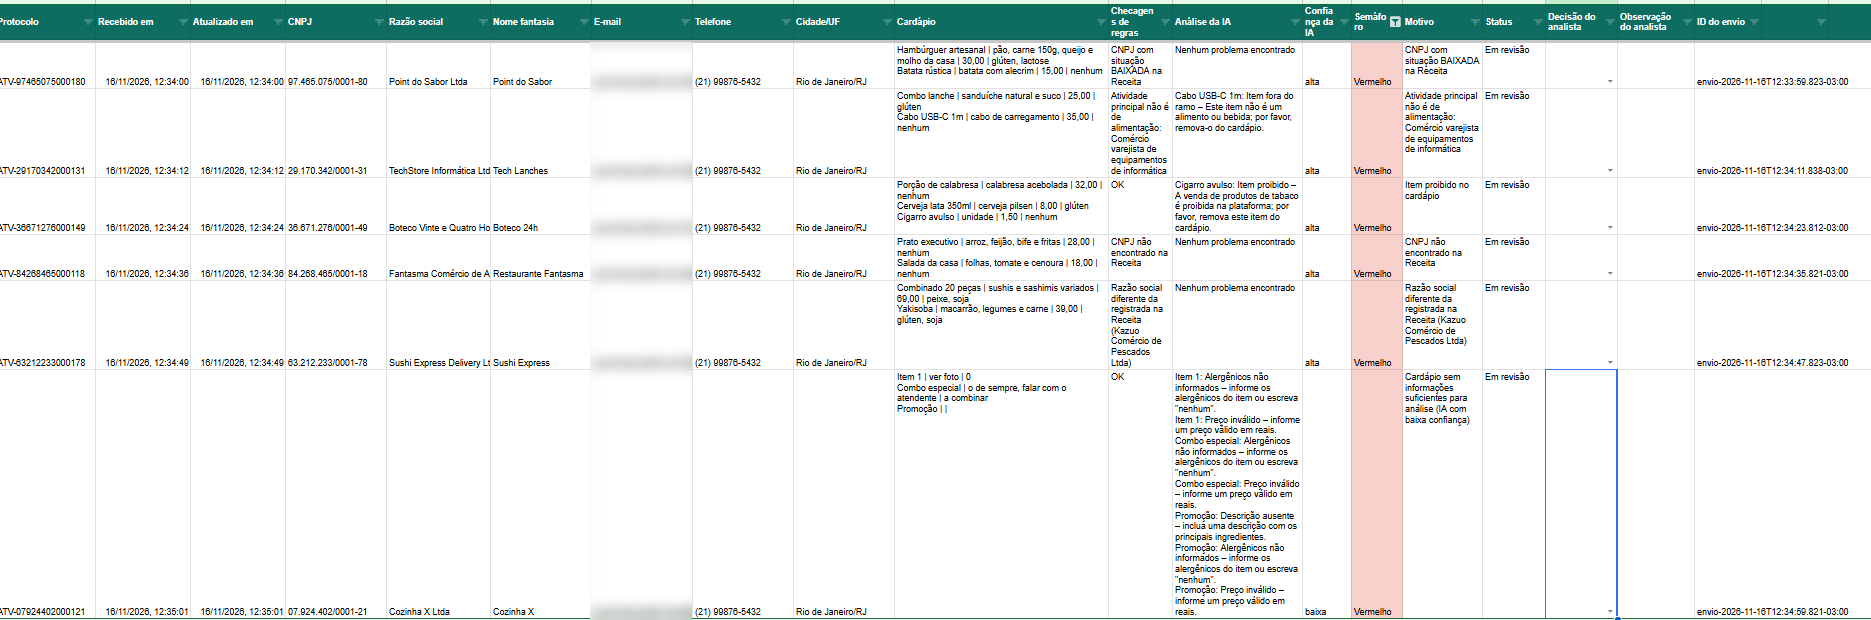 Protocolo
Recebido em
Atualizado em
CNPJ
Razão social
Nome fantasia
E-mail
Telefone
Cidade/UF
Cardápio
Checagen
s de
regras
Análise da IA
Confia
nça da
IA
Semáfo
ro
Motivo
Status
Decisão do
analista
Observação
do analista
ID do envio
ATV-97465075000180
16/11/2026, 12:34:00
16/11/2026, 12:34:00
97.465.075/0001-80
Point do Sabor Ltda
Point do Sabor
(21) 99876-5432
Rio de Janeiro/RJ
Hambúrguer artesanal | pão, carne 150g, queijo e
molho da casa | 30,00 | glúten, lactose
Batata rústica | batata com alecrim | 15,00 | nenhum
CNPJ com
situação
BAIXADA na
Receita
Nenhum problema encontrado
alta
Vermelho
CNPJ com
situação BAIXADA
na Receita
Em revisão
envio-2026-11-16T12:33:59.823-03:00
ATV-29170342000131
16/11/2026, 12:34:12
16/11/2026, 12:34:12
29.170.342/0001-31
TechStore Informática Ltd
Tech Lanches
(21) 99876-5432
Rio de Janeiro/RJ
Combo lanche | sanduíche natural e suco | 25,00 |
glúten
Cabo USB-C 1m | cabo de carregamento | 35,00 |
nenhum
Atividade
principal não é
de
alimentação:
Comércio
varejista de
equipamentos
de informática
Cabo USB-C 1m: Item fora do
ramo – Este item não é um
alimento ou bebida; por favor,
remova-o do cardápio.
alta
Vermelho
Atividade principal
não é de
alimentação:
Comércio varejista
de equipamentos
de informática
Em revisão
envio-2026-11-16T12:34:11.838-03:00
ATV-36671276000149
16/11/2026, 12:34:24
16/11/2026, 12:34:24
36.671.276/0001-49
Boteco Vinte e Quatro Ho
Boteco 24h
(21) 99876-5432
Rio de Janeiro/RJ
Porção de calabresa | calabresa acebolada | 32,00 |
nenhum
Cerveja lata 350ml | cerveja pilsen | 8,00 | glúten
Cigarro avulso | unidade | 1,50 | nenhum
OK
Cigarro avulso: Item proibido –
A venda de produtos de tabaco
é proibida na plataforma; por
favor, remova este item do
cardápio.
alta
Vermelho
Item proibido no
cardápio
Em revisão
envio-2026-11-16T12:34:23.812-03:00
ATV-84268465000118
16/11/2026, 12:34:36
16/11/2026, 12:34:36
84.268.465/0001-18
Fantasma Comércio de A
Restaurante Fantasma
(21) 99876-5432
Rio de Janeiro/RJ
Prato executivo | arroz, feijão, bife e fritas | 28,00 |
nenhum
Salada da casa | folhas, tomate e cenoura | 18,00 |
nenhum
CNPJ não
encontrado na
Receita
Nenhum problema encontrado
alta
Vermelho
CNPJ não
encontrado na
Receita
Em revisão
envio-2026-11-16T12:34:35.821-03:00
ATV-63212233000178
16/11/2026, 12:34:49
16/11/2026, 12:34:49
63.212.233/0001-78
Sushi Express Delivery Lt
Sushi Express
(21) 99876-5432
Rio de Janeiro/RJ
Combinado 20 peças | sushis e sashimis variados |
69,00 | peixe, soja
Yakisoba | macarrão, legumes e carne | 39,00 |
glúten, soja
Razão social
diferente da
registrada na
Receita
(Kazuo
Comércio de
Pescados
Ltda)
Nenhum problema encontrado
alta
Vermelho
Razão social
diferente da
registrada na
Receita (Kazuo
Comércio de
Pescados Ltda)
Em revisão
envio-2026-11-16T12:34:47.823-03:00
ATV-07924402000121
16/11/2026, 12:35:01
16/11/2026, 12:35:01
07.924.402/0001-21
Cozinha X Ltda
Cozinha X
(21) 99876-5432
Rio de Janeiro/RJ
Item 1 | ver foto | 0
Combo especial | o de sempre, falar com o
atendente | a combinar
Promoção | |
OK
Item 1: Alergênicos não
informados – informe os
alergênicos do item ou escreva
"nenhum".
Item 1: Preço inválido – informe
um preço válido em reais.
Combo especial: Alergênicos
não informados – informe os
alergênicos do item ou escreva
"nenhum".
Combo especial: Preço inválido
– informe um preço válido em
reais.
Promoção: Descrição ausente
– inclua uma descrição com os
principais ingredientes.
Promoção: Alergênicos não
informados – informe os
alergênicos do item ou escreva
"nenhum".
Promoção: Preço inválido –
informe um preço válido em
reais.
baixa
Vermelho
Cardápio sem
informações
suficientes para
análise (IA com
baixa confiança)
Em revisão
envio-2026-11-16T12:34:59.821-03:00